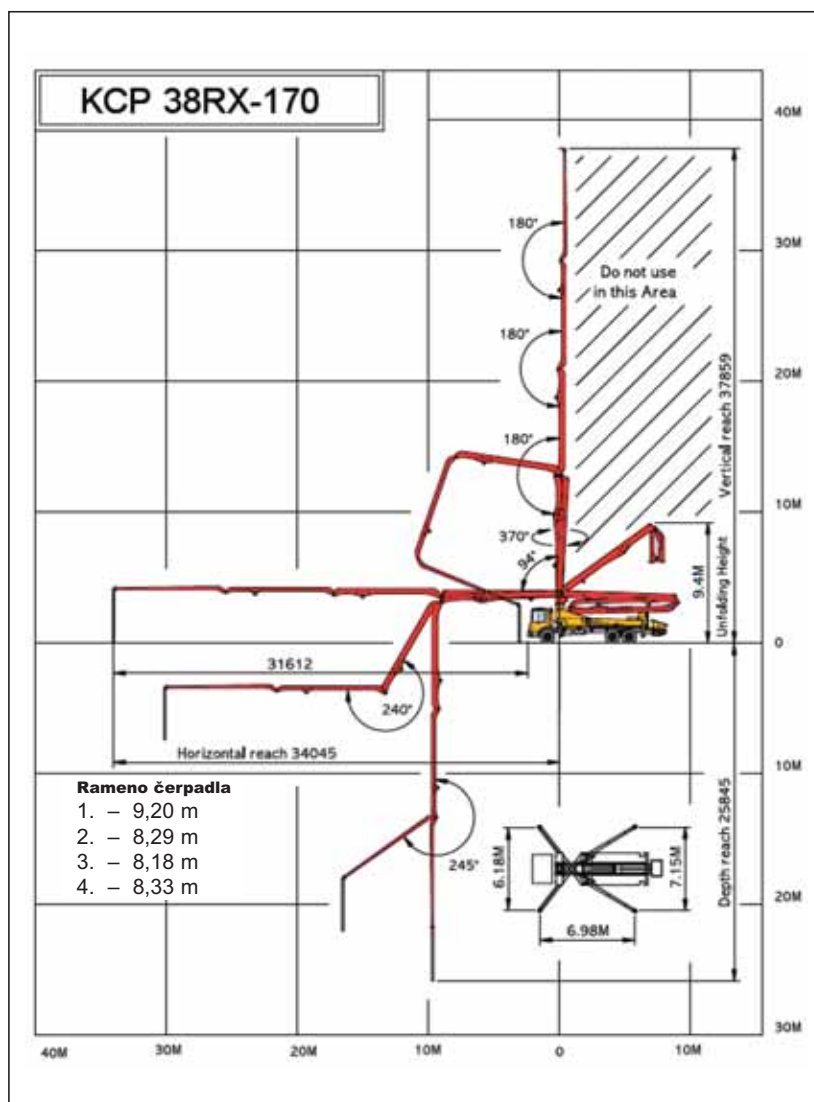 KCP 38RX-170
40M
180°
30M
Do not use
in this Area
180°
20M
Vertical reach 37859
180°
10M
370°
94°
9.4M
Unfolding Height
0
31612
240°
Horizontal reach 34045
10M
Rameno čerpadla
1. – 9,20 m
2. – 8,29 m
3. – 8,18 m
4. – 8,33 m
245°
6.18M
7.15M
Depth reach 25845
20M
6.98M
30M
40M
30M
20M
10M
0
10M